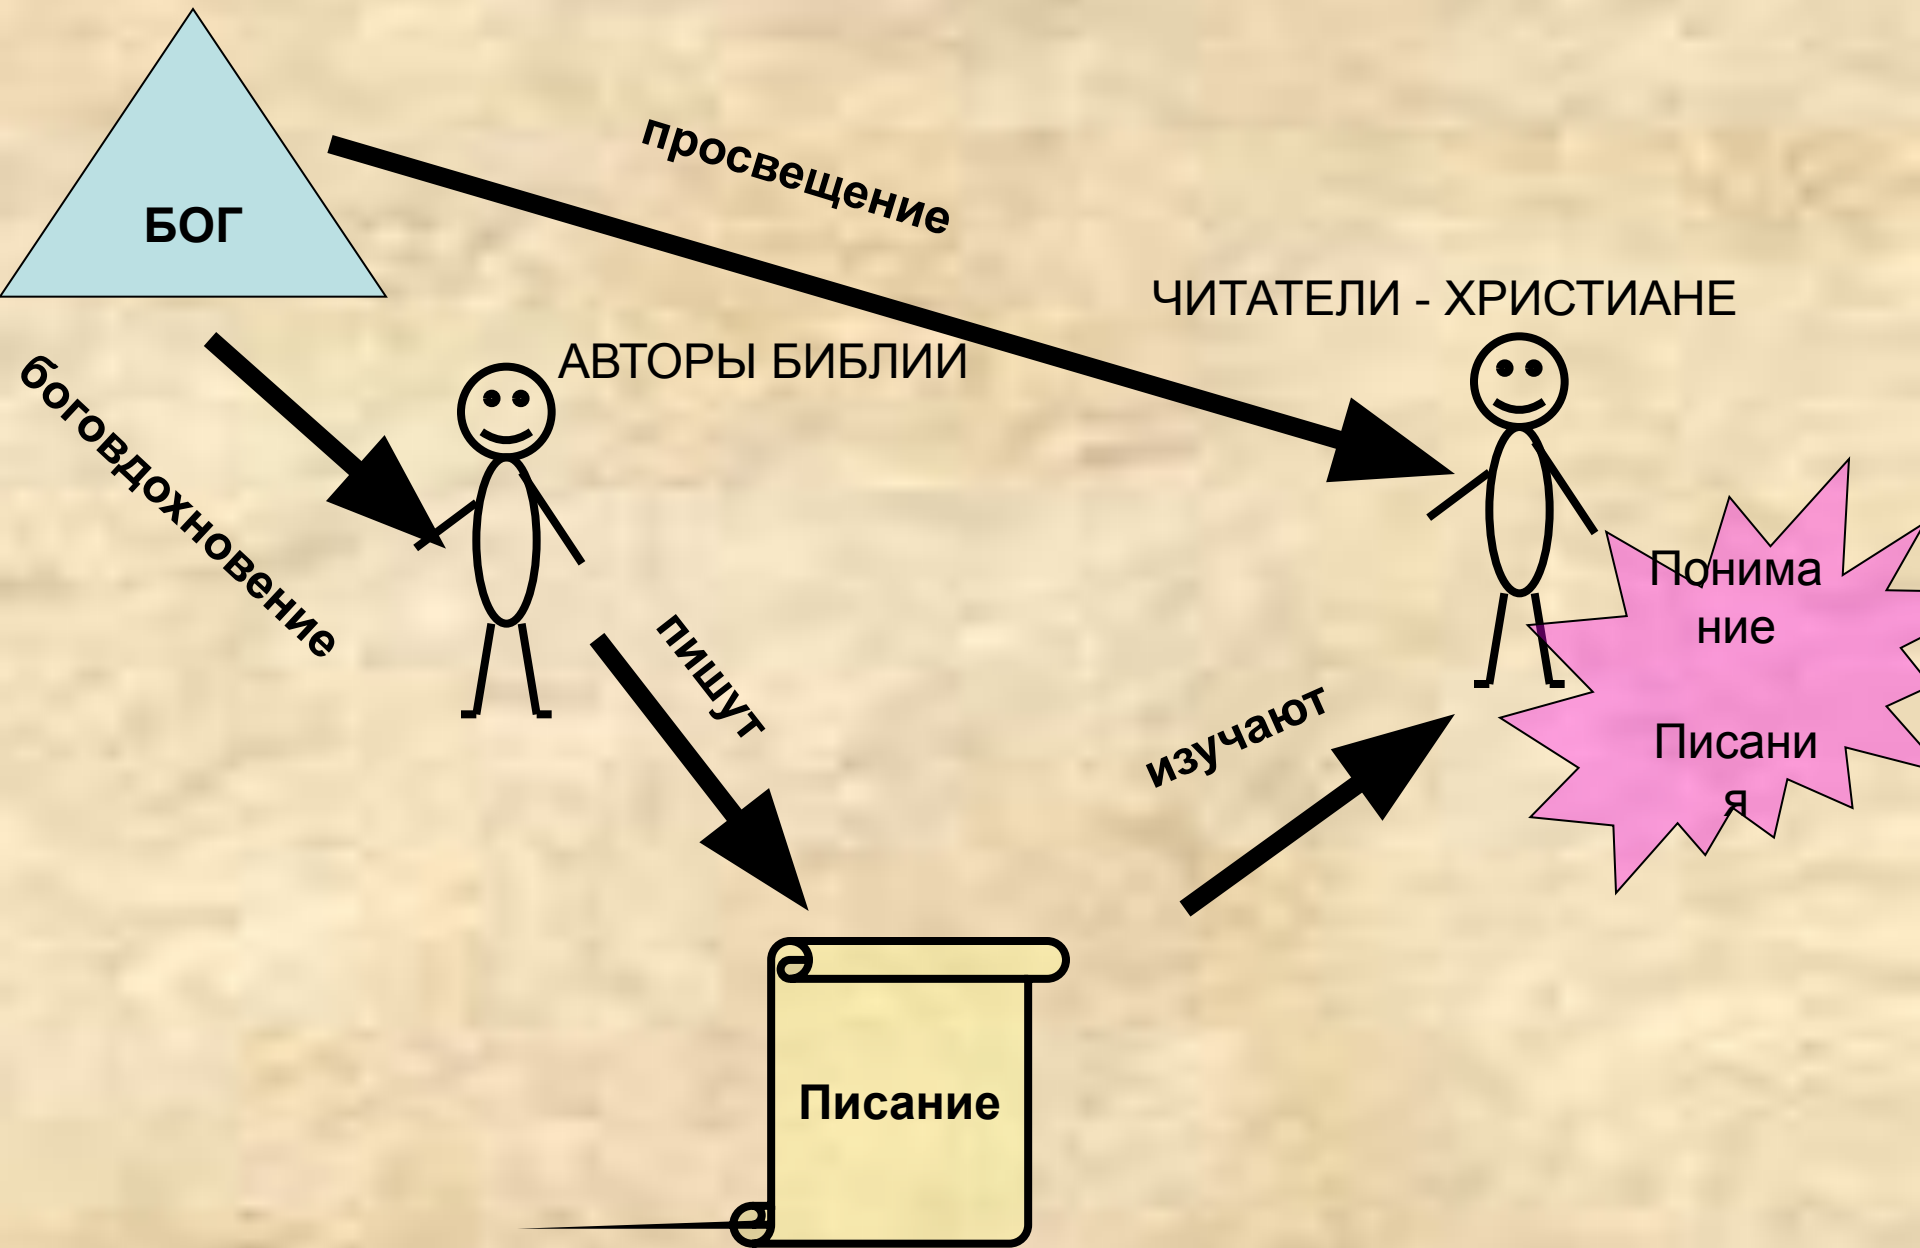 просвещение
БОГ
ЧИТАТЕЛИ - ХРИСТИАНЕ
АВТОРЫ БИБЛИИ
боговдохновение
Понима
ние
Писани
я
пишут
изучают
Писание